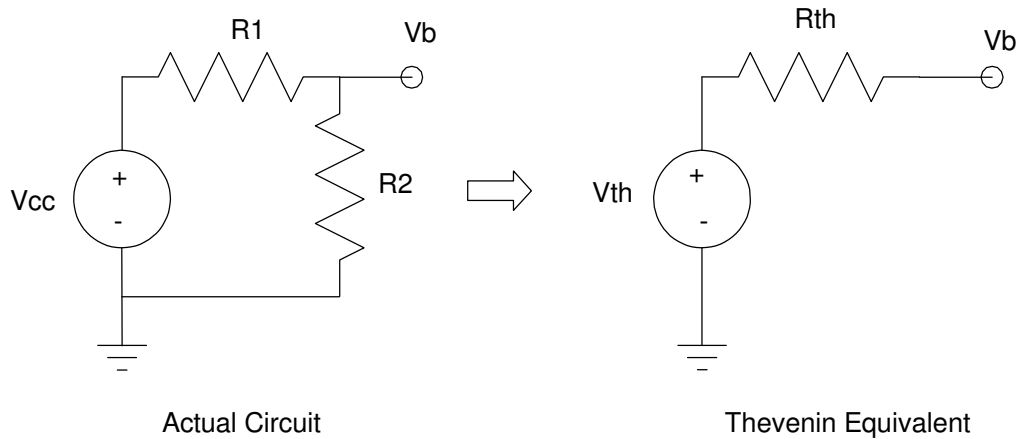 R1
Vb
Vcc
+
-
R2
Actual Circuit
Rth
Vb
Vth
+
-
Thevenin Equivalent